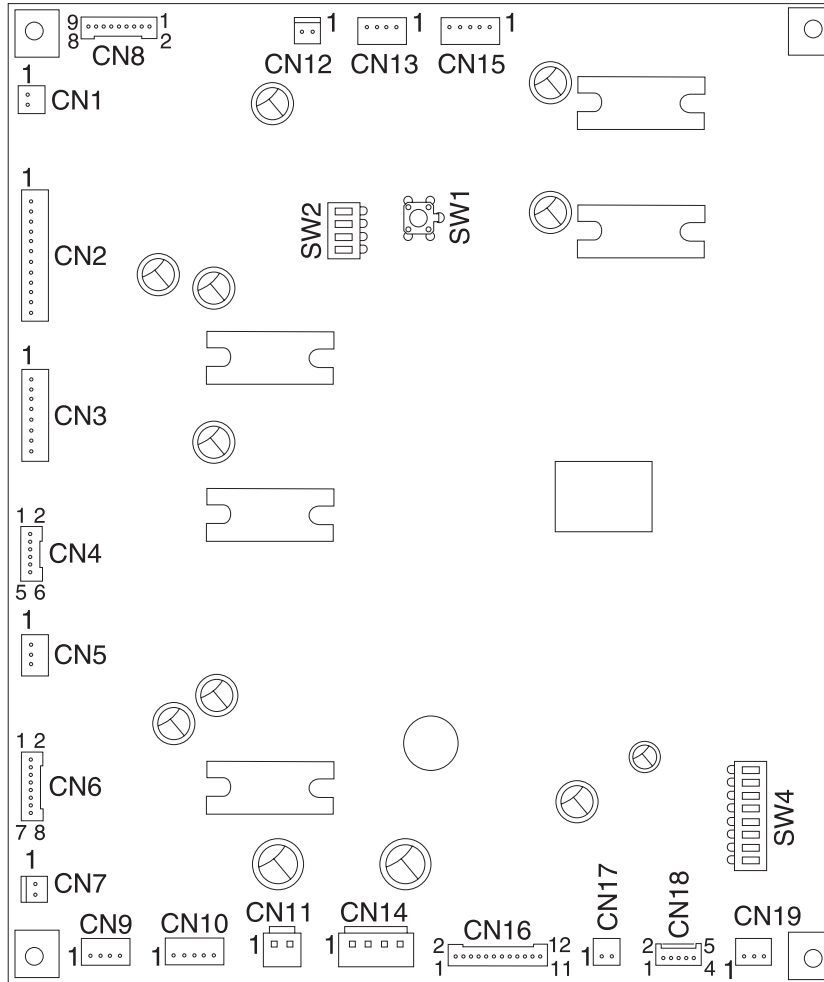 9 1 1 1 1
8 2
CN8 CN12 CN13 CN15
1
CN1
1
SW2 SW1
CN2
1
CN3
1 2
CN4
5 6
1
CN5
1 2
CN6
7 8
SW4
1
CN7
CN17 CN18
CN9 CN10 CN11 CN14 CN16 CN19
1 1 1 1 2 12 1 2 5 1
1 11 1 4